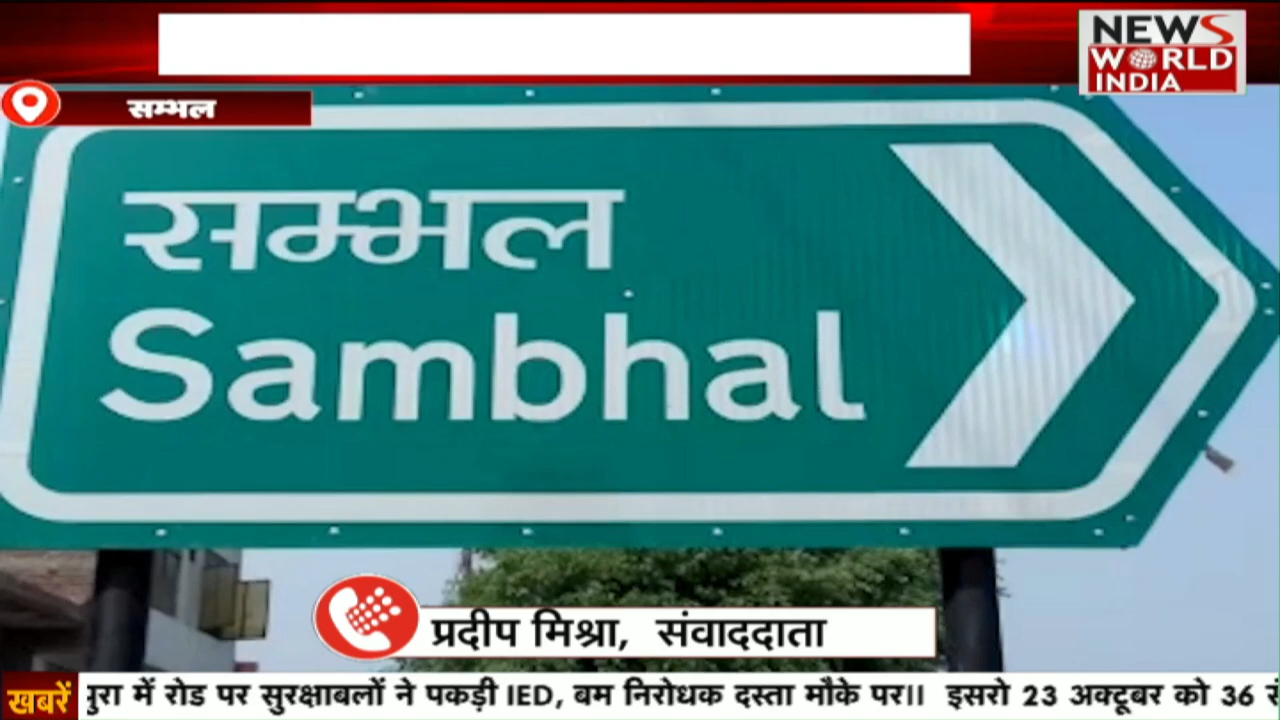 NEWS
WORLD
INDIA
सम्भल
सम्भल
Sambhal
प्रदीप मिश्रा, संवाददाता
खबरें
में रोड पर सुरक्षाबलों ने पकड़ी IED, बम निरोधक दस्ता मौके पर।। इसरो 23 अक्टूबर को 36